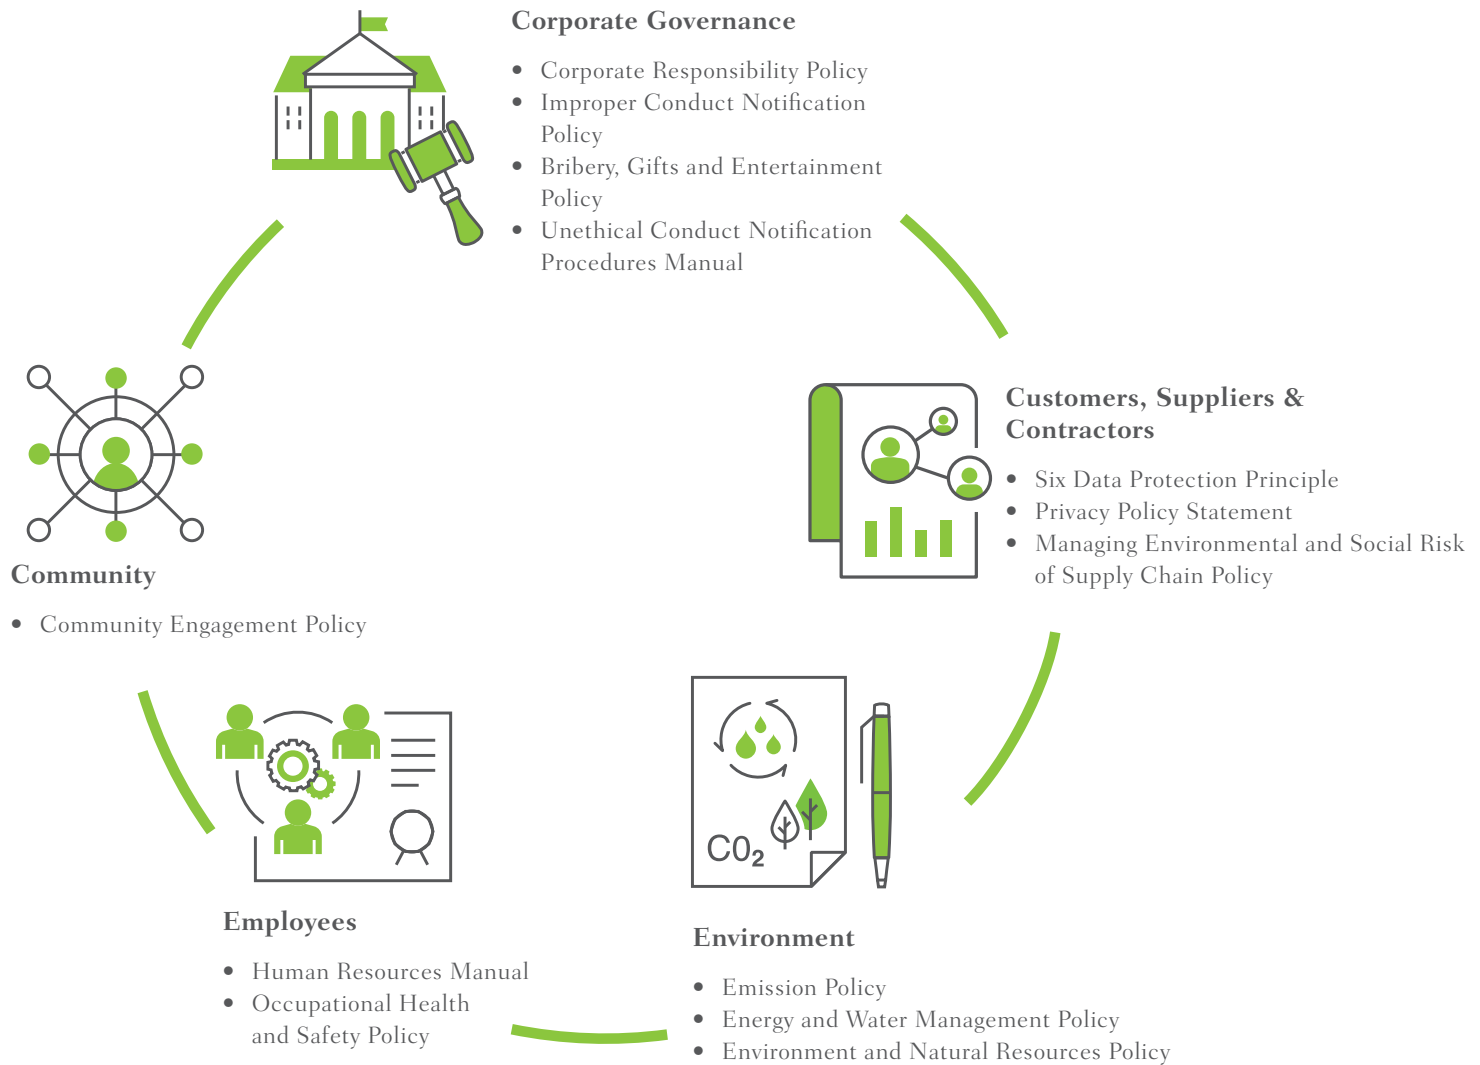 Corporate Governance
• Corporate Responsibility Policy
• Improper Conduct Notification
Policy
• Bribery, Gifts and Entertainment
Policy
• Unethical Conduct Notification
Procedures Manual
Customers, Suppliers &
Contractors
• Six Data Protection Principle
• Privacy Policy Statement
• Managing Environmental and Social Risk
of Supply Chain Policy
Community
• Community Engagement Policy
CO₂
Employees
• Human Resources Manual
• Occupational Health
and Safety Policy
Environment
• Emission Policy
• Energy and Water Management Policy
• Environment and Natural Resources Policy